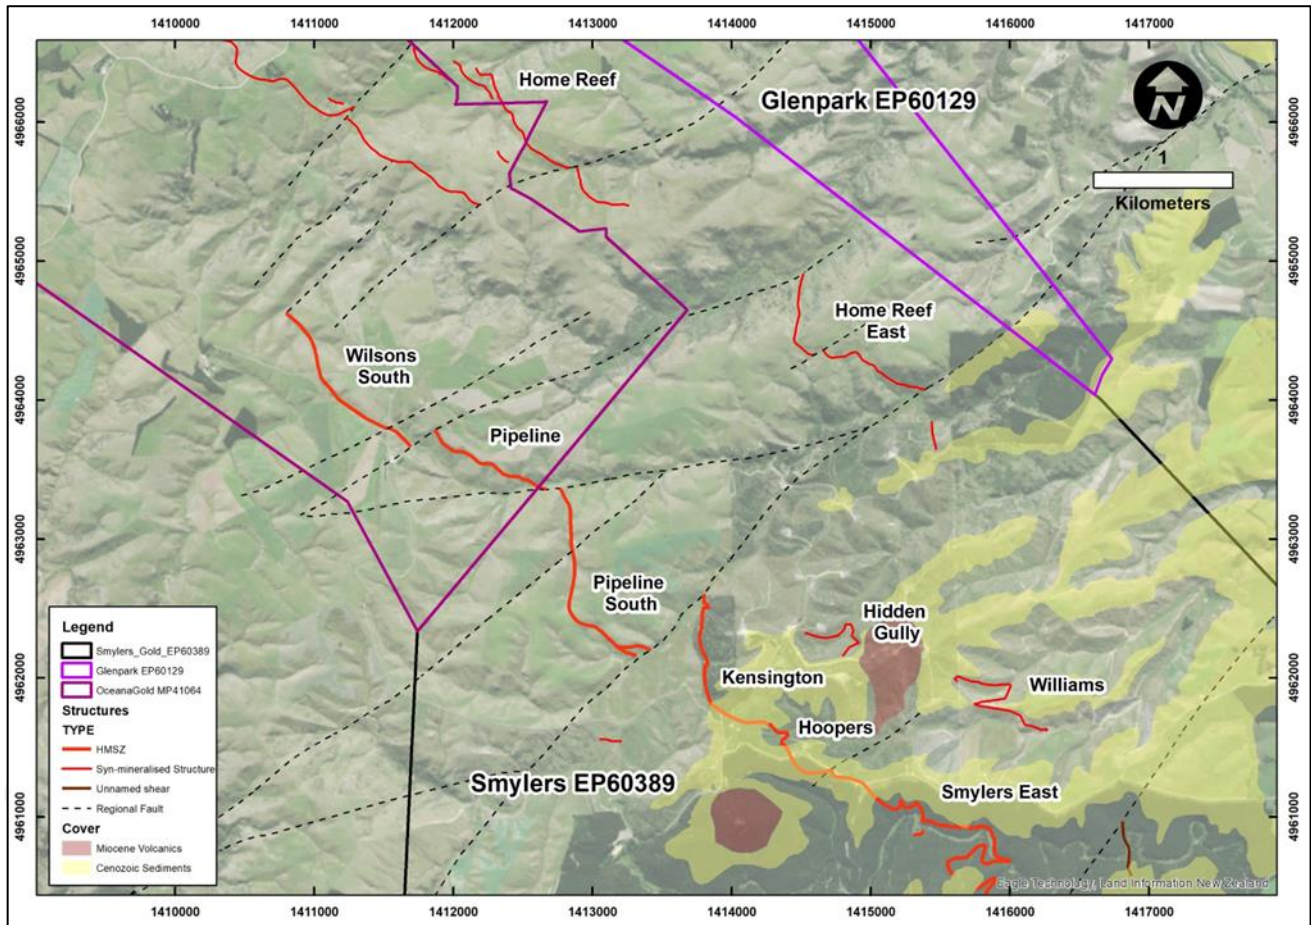 1410000 1411000 1412000 1413000 1414000 1415000 1416000 1417000
4966000
4965000
4964000
4963000
4962000
4961000
Home Reef
Glenpark EP60129
N
1
Kilometers
4966000
4965000
4964000
4963000
4962000
4961000
Home Reef
East
Wilsons
South
Pipeline
Pipeline
South
Hidden
Gully
Kensington
Williams
Hoopers
Smylers EP60389
Smylers East
Legend
Smylers_Gold_EP60389
Glenpark EP60129
OceanaGold MP41064
Structures
TYPE
HMSZ
Syn-mineralised Structure
Unnamed shear
Regional Fault
Cover
Miocene Volcanics
Cenozoic Sediments
Eagle Technology, Land Information New Zealand
1410000 1411000 1412000 1413000 1414000 1415000 1416000 1417000